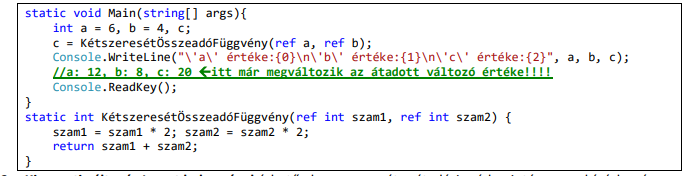 static void Main(string[] args){
int a = 6, b = 4, c;
c = KétszeresétÖsszeadóFüggvény(ref a, ref b);
Console.WriteLine("\'a\' értéke:{0}\n\'b\' értéke:{1}\n\'c\' értéke:{2}", a, b, c);
//a: 12, b: 8, c: 20 ←itt már megváltozik az átadott változó értéke!!!!
Console.ReadKey();
}
static int KétszeresétÖsszeadóFüggvény(ref int szam1, ref int szam2) {
szam1 = szam1 * 2; szam2 = szam2 * 2;
return szam1 + szam2;
}